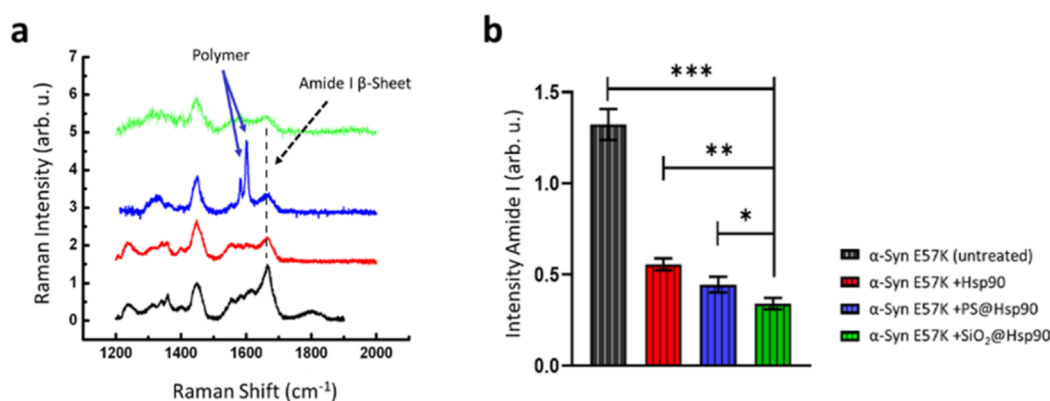 a
b
7
6
5
4
3
2
1
0
Raman Intensity (arb. u.)
Polymer
Amide I β-Sheet
1200 1400 1600 1800 2000
Raman Shift (cm⁻¹)
1.5
1.0
0.5
0.0
Intensity Amide I (arb. u.)
***
**
*
α-Syn E57K (untreated)
α-Syn E57K +Hsp90
α-Syn E57K +PS@Hsp90
α-Syn E57K +SiO₂@Hsp90